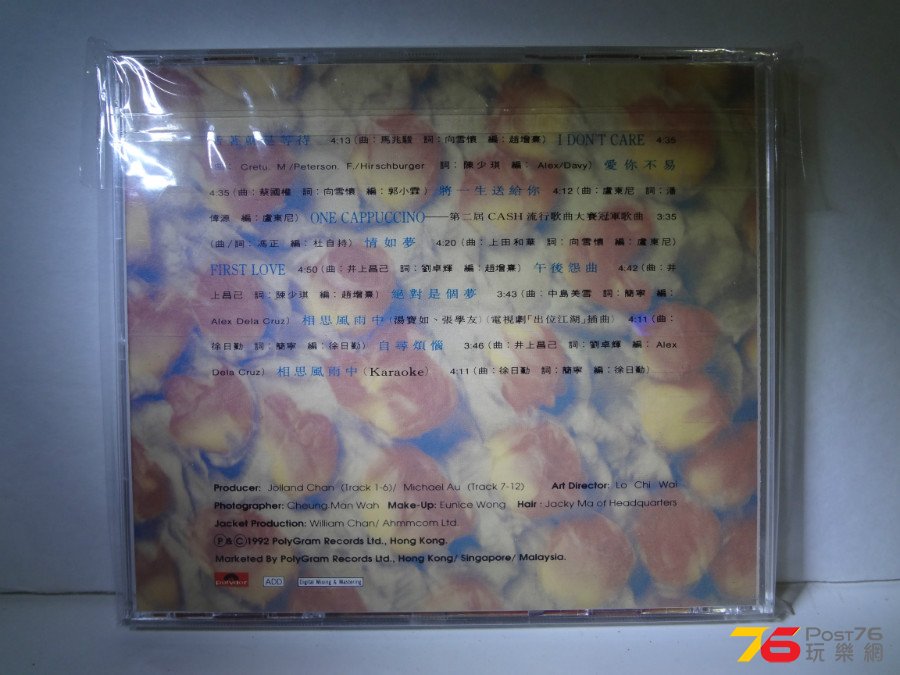 等待 4:13 (曲：馮兆駿 詞：向雪懷 編：趙增熹) I DON'T CARE 4:35
Cretu. M./Peterson. F./Hirschburger 詞：陳少琪 編：Alex/Davy) 愛你不易
4:35 (曲：蔡國權 詞：向雪懷 編：郭小霖) 將一生送給你 4:12 (曲：盧東尼 詞：潘
偉源 編：盧東尼) ONE CAPPUCCINO——第二屆CASH流行歌曲大賽冠軍歌曲 3:35
(曲/詞：馮正 編：杜自持) 情如夢 4:20 (曲：上田和華 詞：向雪懷 編：盧東尼)
FIRST LOVE 4:50 (曲：井上昌己 詞：劉卓輝 編：趙增熹) 午後怨曲 4:42 (曲：井
上昌己 詞：陳少琪 編：趙增熹) 絕對是個夢 3:43 (曲：中島美雪 詞：簡寧 編：
Alex Dela Cruz) 相思風雨中 (湯寶如、張學友) (電視劇「出位江湖」插曲) 4:11 (曲：
徐日勤 詞：簡寧 編：徐日勤) 自尋煩惱 3:46 (曲：井上昌己 詞：劉卓輝 編：Alex
Dela Cruz) 相思風雨中 (Karaoke) 4:11 (曲：徐日勤 詞：簡寧 編：徐日勤)
Producer: Jolland Chan (Track 1-6)/ Michael Au (Track 7-12) Art Director: Lo Chi Wai
Photographer: Cheung Man Wah Make-Up: Eunice Wong Hair : Jacky Ma of Headquarters
Jacket Production: William Chan/ Ahmmcom Ltd.
Ⓟ & Ⓒ 1992 PolyGram Records Ltd., Hong Kong.
Marketed By PolyGram Records Ltd., Hong Kong/ Singapore/ Malaysia.
polydor ADD Digital Mixing & Mastering
76 Post76
玩樂網